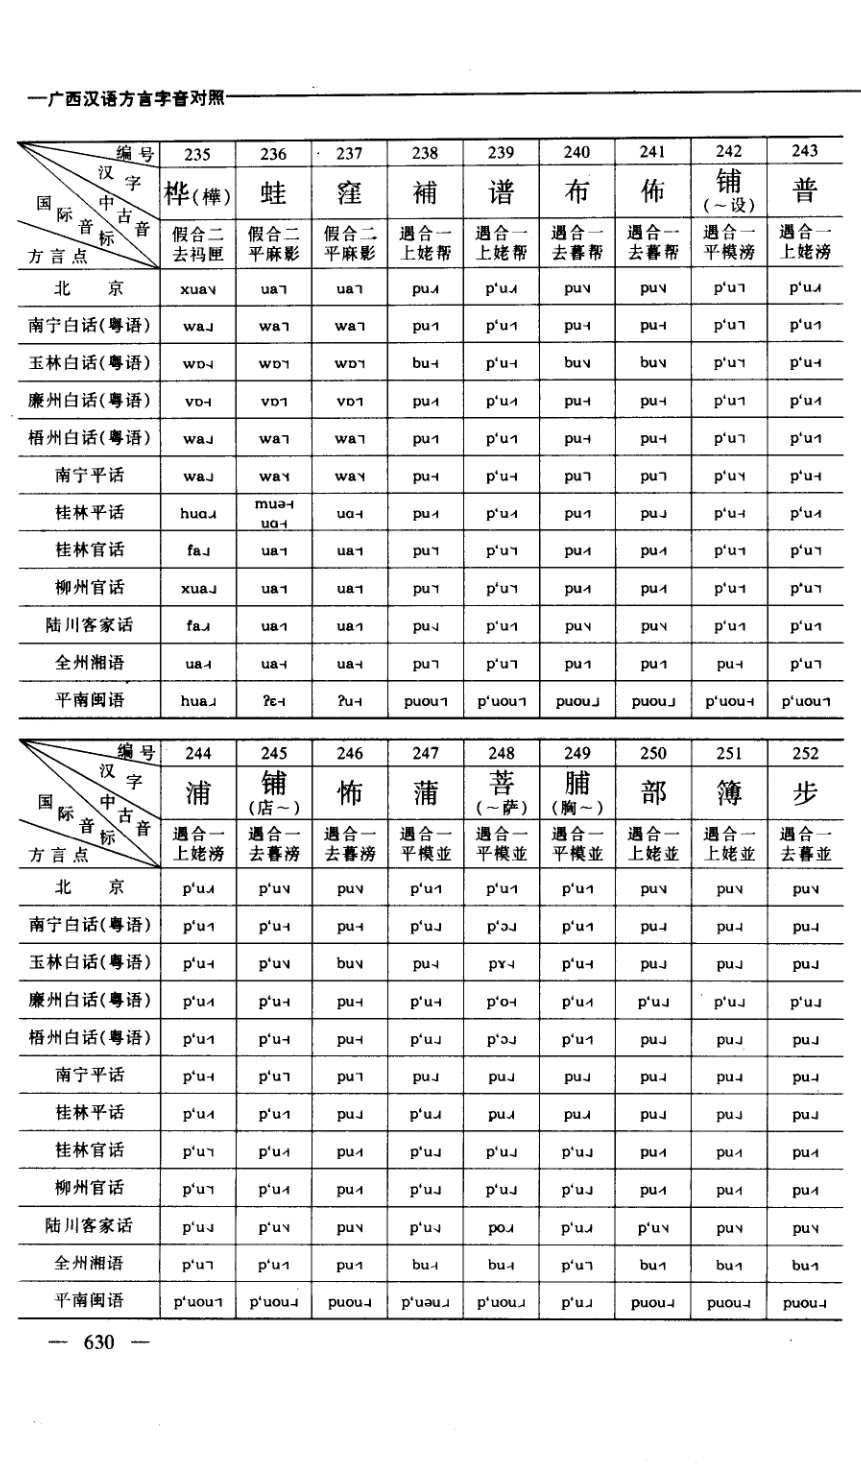 广西汉语方言字音对照
编号 235 236 237 238 239 240 241 242 243
汉字 桦(樺) 蛙 窪 補 谱 布 佈 铺(～设) 普
中古音 假合二去祃匣 假合二平麻影 假合二平麻影 遇合一上姥帮 遇合一上姥帮 遇合一去暮帮 遇合一去暮帮 遇合一平模滂 遇合一上姥滂
国际音标
方言点
北京 xua ua ua pu p‘u pu pu p‘u p‘u
南宁白话(粤语) wa wa wa pu p‘u pu pu p‘u p‘u
玉林白话(粤语) wɒ wɒ wɒ bu p‘u bu bu p‘u p‘u
廉州白话(粤语) vɒ vɒ vɒ pu p‘u pu pu p‘u p‘u
梧州白话(粤语) wa wa wa pu p‘u pu pu p‘u p‘u
南宁平话 wa wa wa pu p‘u pu pu p‘u p‘u
桂林平话 huɑ muə uɑ uɑ pu p‘u pu pu p‘u p‘u
桂林官话 fa ua ua pu p‘u pu pu p‘u p‘u
柳州官话 xua ua ua pu p‘u pu pu p‘u p‘u
陆川客家话 fa ua ua pu p‘u pu pu p‘u p‘u
全州湘语 ua ua ua pu p‘u pu pu pu p‘u
平南闽语 hua ʔɛ ʔu puou p‘uou puou puou p‘uou p‘uou
编号 244 245 246 247 248 249 250 251 252
汉字 浦 铺(店～) 怖 蒲 菩(～萨) 脯(胸～) 部 簿 步
中古音 遇合一上姥滂 遇合一去暮滂 遇合一去暮滂 遇合一平模並 遇合一平模並 遇合一平模並 遇合一上姥並 遇合一上姥並 遇合一去暮並
国际音标
方言点
北京 p‘u p‘u pu p‘u p‘u p‘u pu pu pu
南宁白话(粤语) p‘u p‘u pu p‘u p‘ɔ p‘u pu pu pu
玉林白话(粤语) p‘u p‘u bu pu pɤ p‘u pu pu pu
廉州白话(粤语) p‘u p‘u pu p‘u p‘o p‘u p‘u p‘u p‘u
梧州白话(粤语) p‘u p‘u pu p‘u p‘ɔ p‘u pu pu pu
南宁平话 p‘u p‘u pu pu pu pu pu pu pu
桂林平话 p‘u p‘u pu p‘u pu pu pu pu pu
桂林官话 p‘u p‘u pu p‘u p‘u p‘u pu pu pu
柳州官话 p‘u p‘u pu p‘u p‘u p‘u pu pu pu
陆川客家话 p‘u p‘u pu p‘u po p‘u p‘u pu pu
全州湘语 p‘u p‘u pu bu bu p‘u bu bu bu
平南闽语 p‘uou p‘uou puou p‘uəu p‘uou p‘u puou puou puou
— 630 —